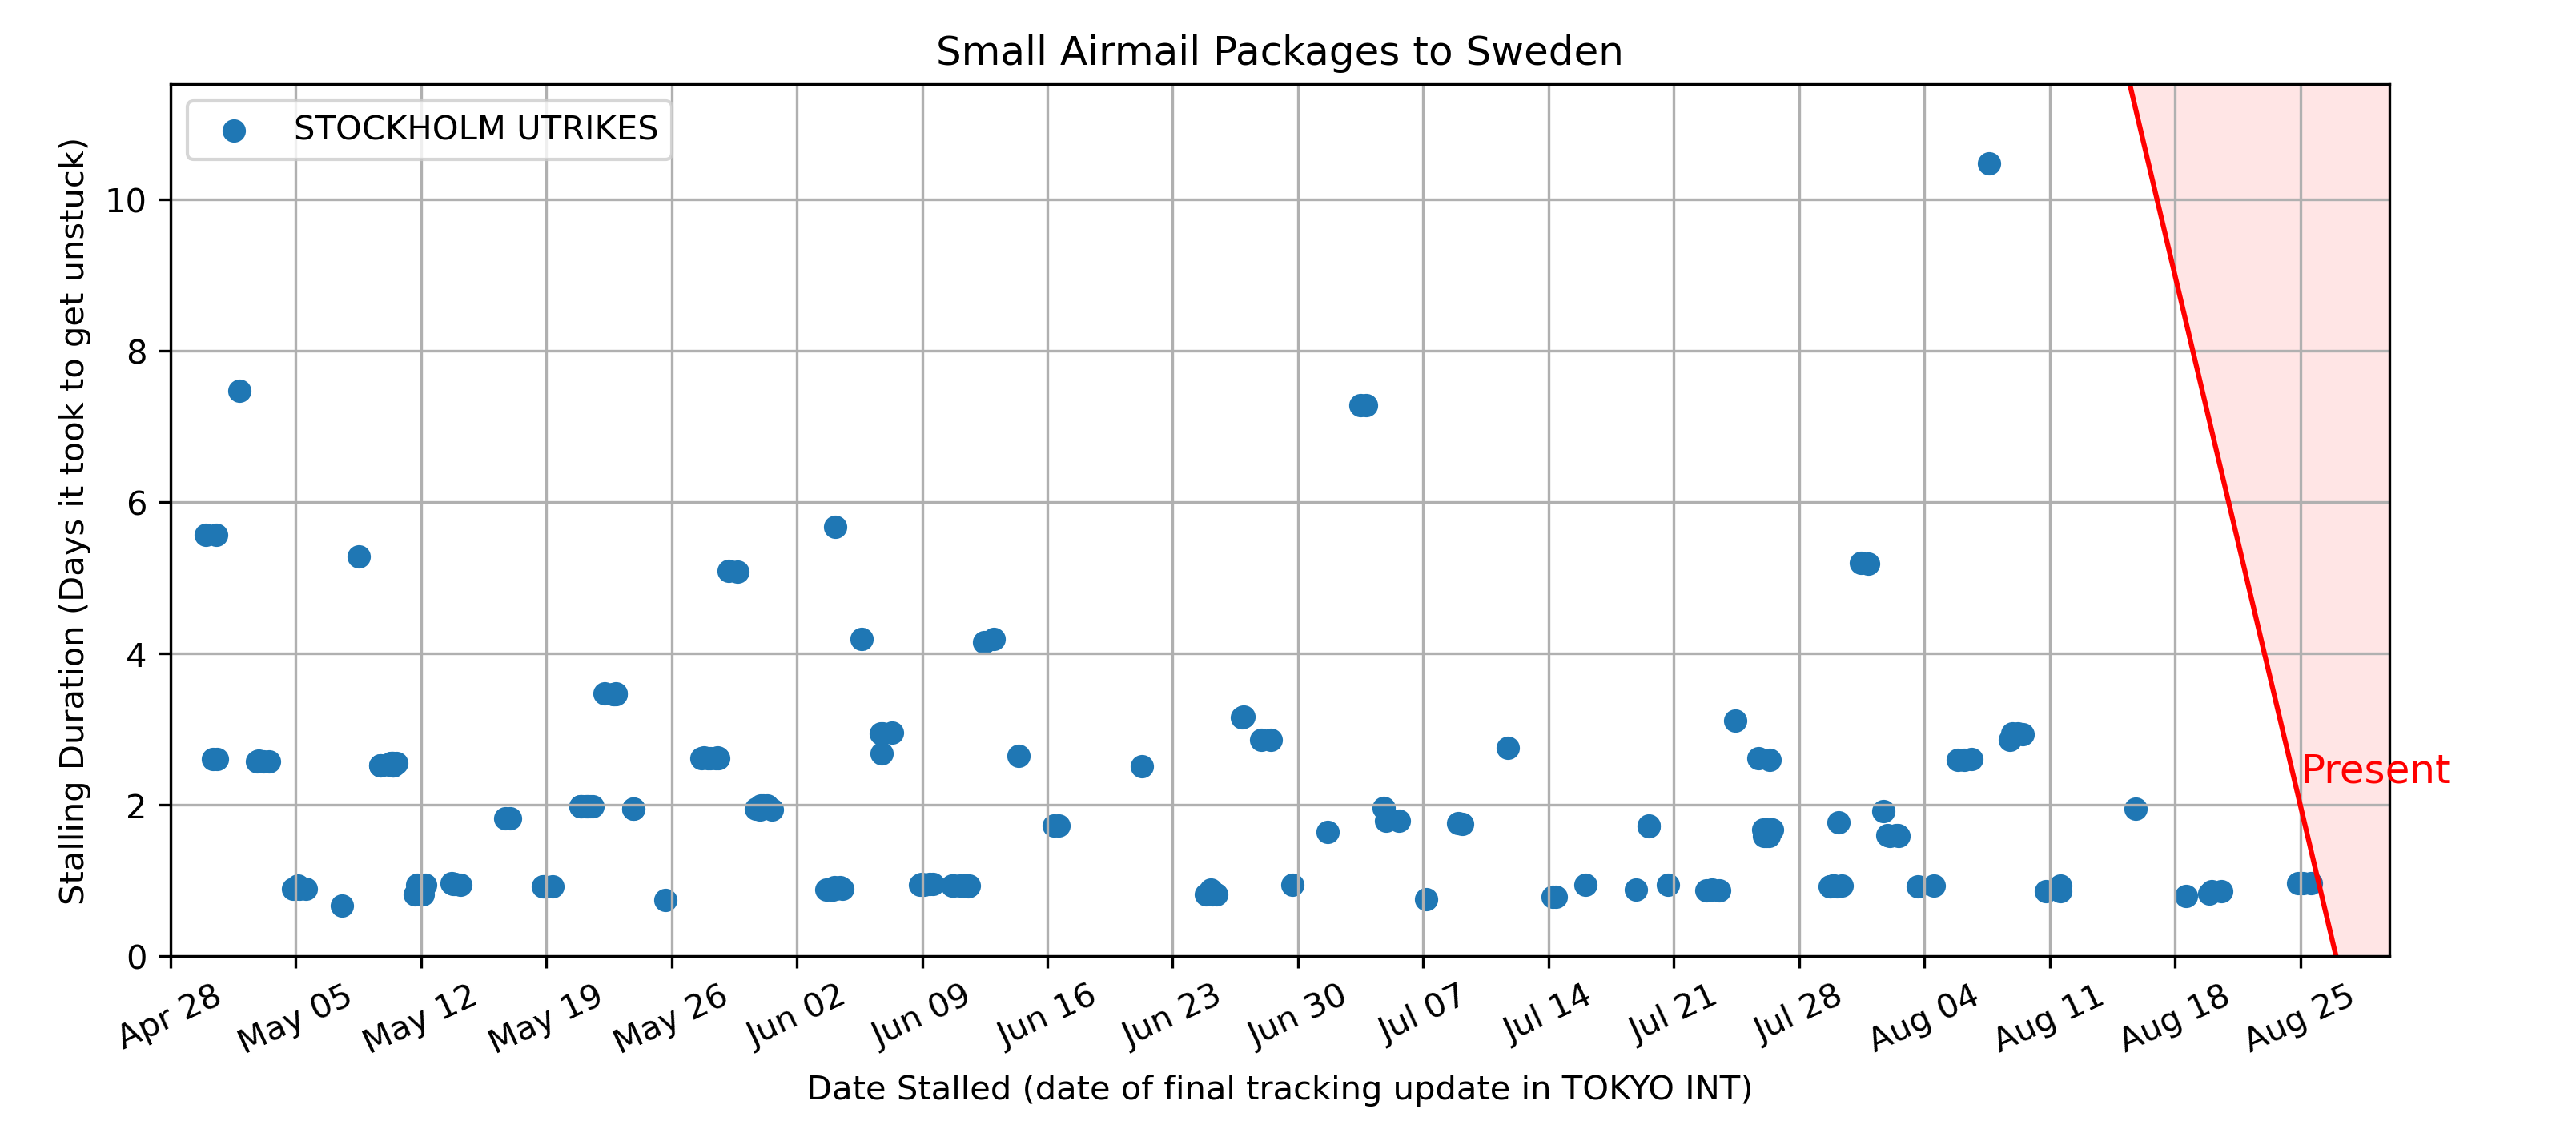 Small Airmail Packages to Sweden
STOCKHOLM UTRIKES
Stalling Duration (Days it took to get unstuck)
10
8
6
4
2
0
Present
Apr 28
May 05
May 12
May 19
May 26
Jun 02
Jun 09
Jun 16
Jun 23
Jun 30
Jul 07
Jul 14
Jul 21
Jul 28
Aug 04
Aug 11
Aug 18
Aug 25
Date Stalled (date of final tracking update in TOKYO INT)